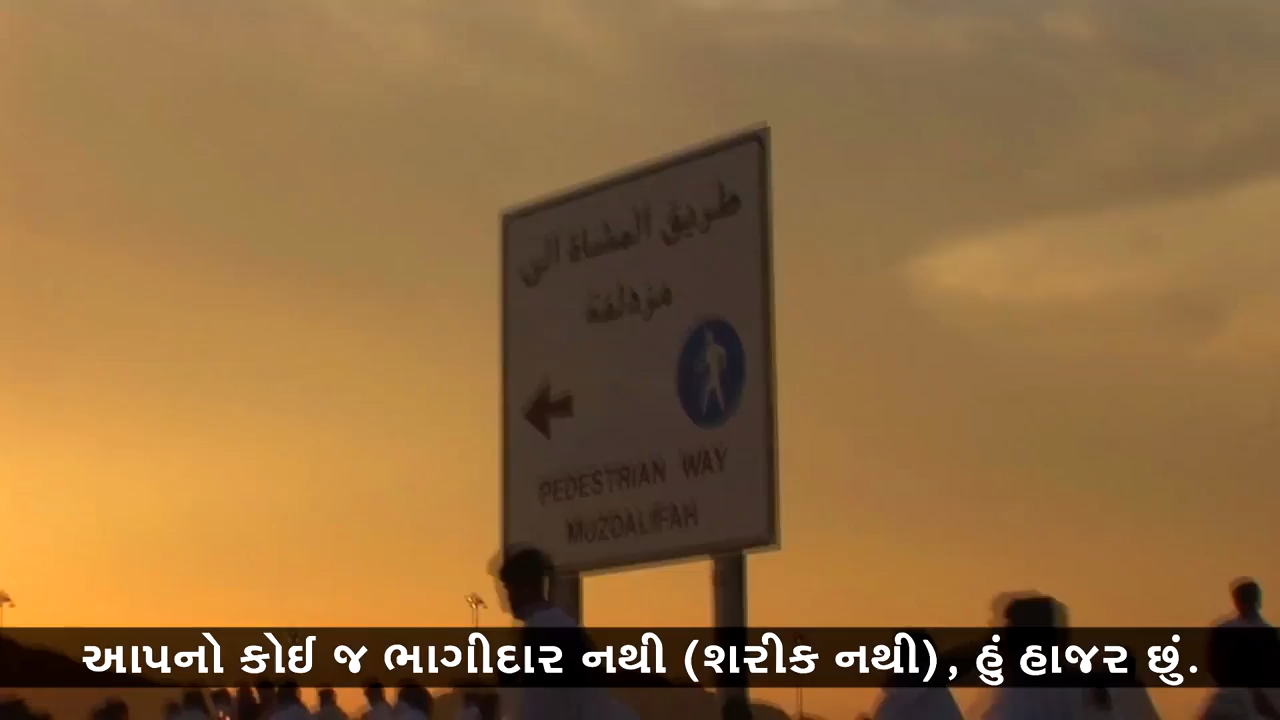 طريق المشاة الى
مزدلفة
PEDESTRIAN WAY
MUZDALIFAH
આપનો કોઈ જ ભાગીદાર નથી (શરીક નથી), હું હાજર છું.